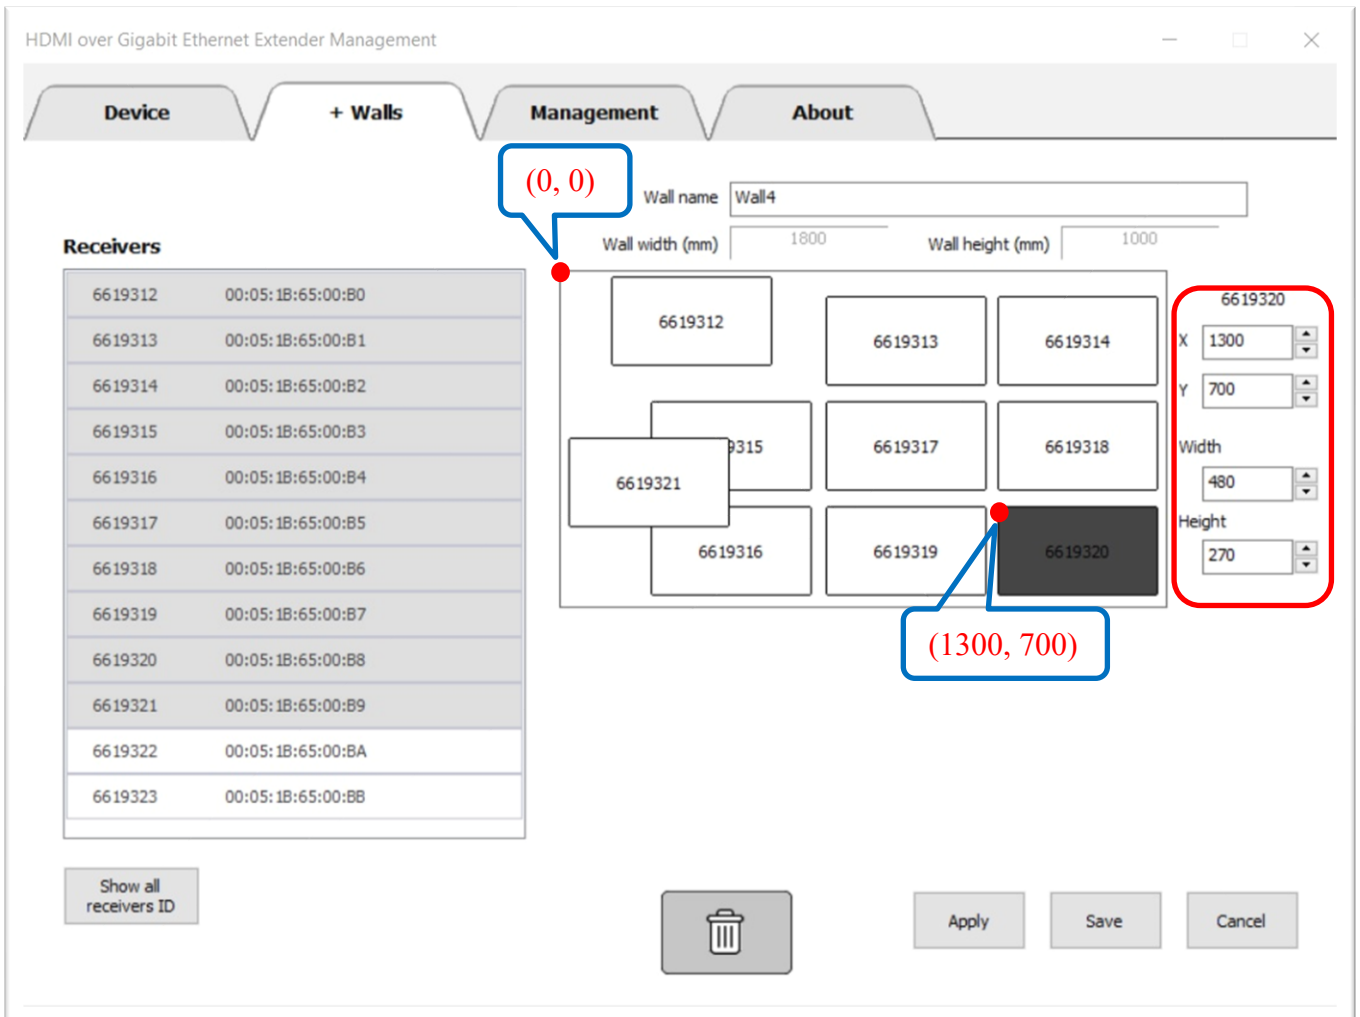 HDMI over Gigabit Ethernet Extender Management
Device
+ Walls
Management
About
(0, 0)
Wall name
Wall4
Wall width (mm)
1800
Wall height (mm)
1000
Receivers
6619312 00:05:1B:65:00:B0
6619313 00:05:1B:65:00:B1
6619314 00:05:1B:65:00:B2
6619315 00:05:1B:65:00:B3
6619316 00:05:1B:65:00:B4
6619317 00:05:1B:65:00:B5
6619318 00:05:1B:65:00:B6
6619319 00:05:1B:65:00:B7
6619320 00:05:1B:65:00:B8
6619321 00:05:1B:65:00:B9
6619322 00:05:1B:65:00:BA
6619323 00:05:1B:65:00:BB
Show all
receivers ID
6619312
6619313
6619314
9315
6619317
6619318
6619321
6619316
6619319
6619320
(1300, 700)
6619320
X 1300
Y 700
Width
480
Height
270
Apply
Save
Cancel